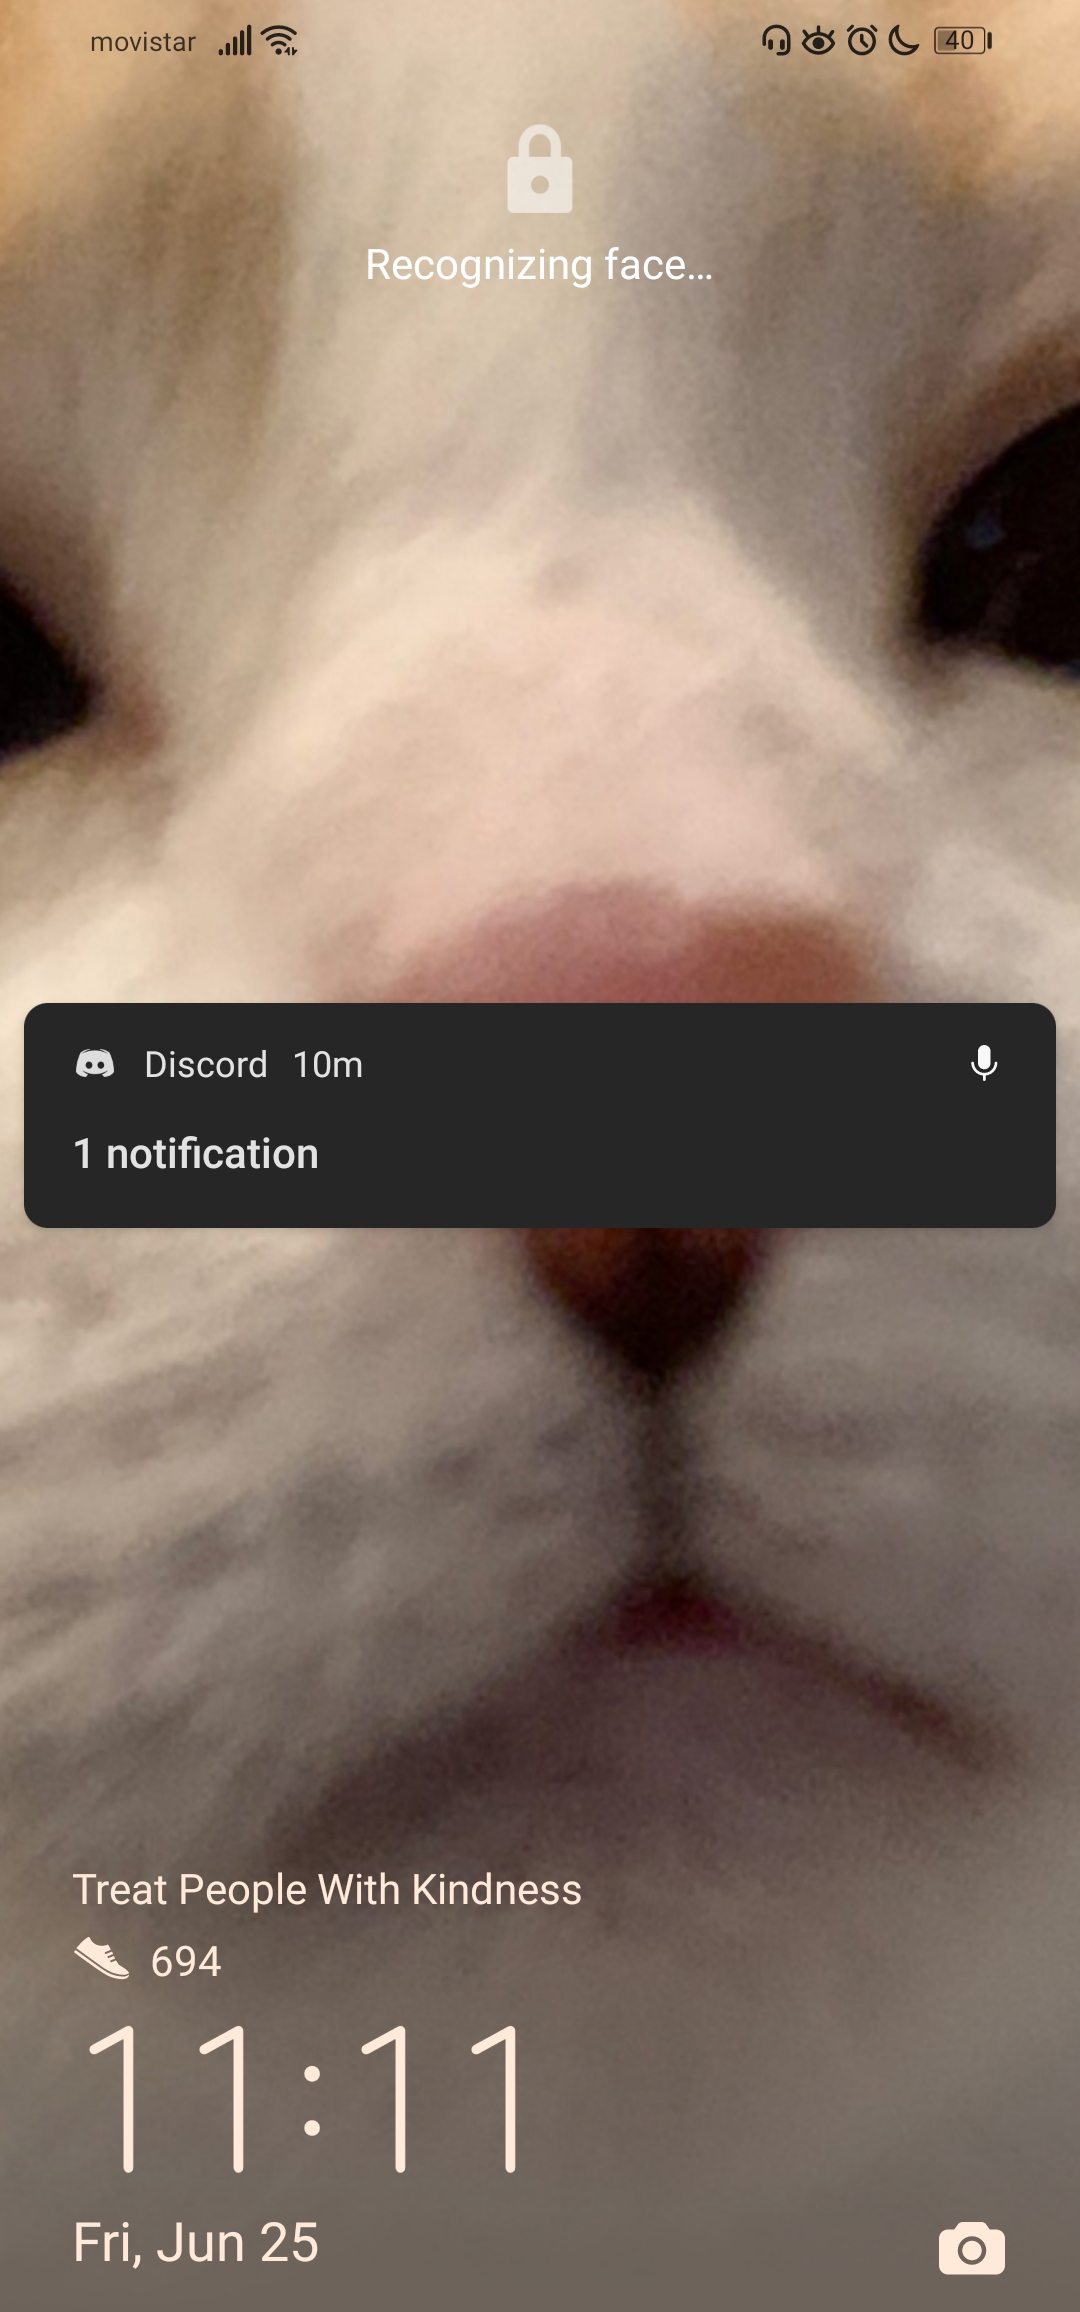 movistar 40
Recognizing face...
Discord 10m
1 notification
Treat People With Kindness
694
11:11
Fri, Jun 25